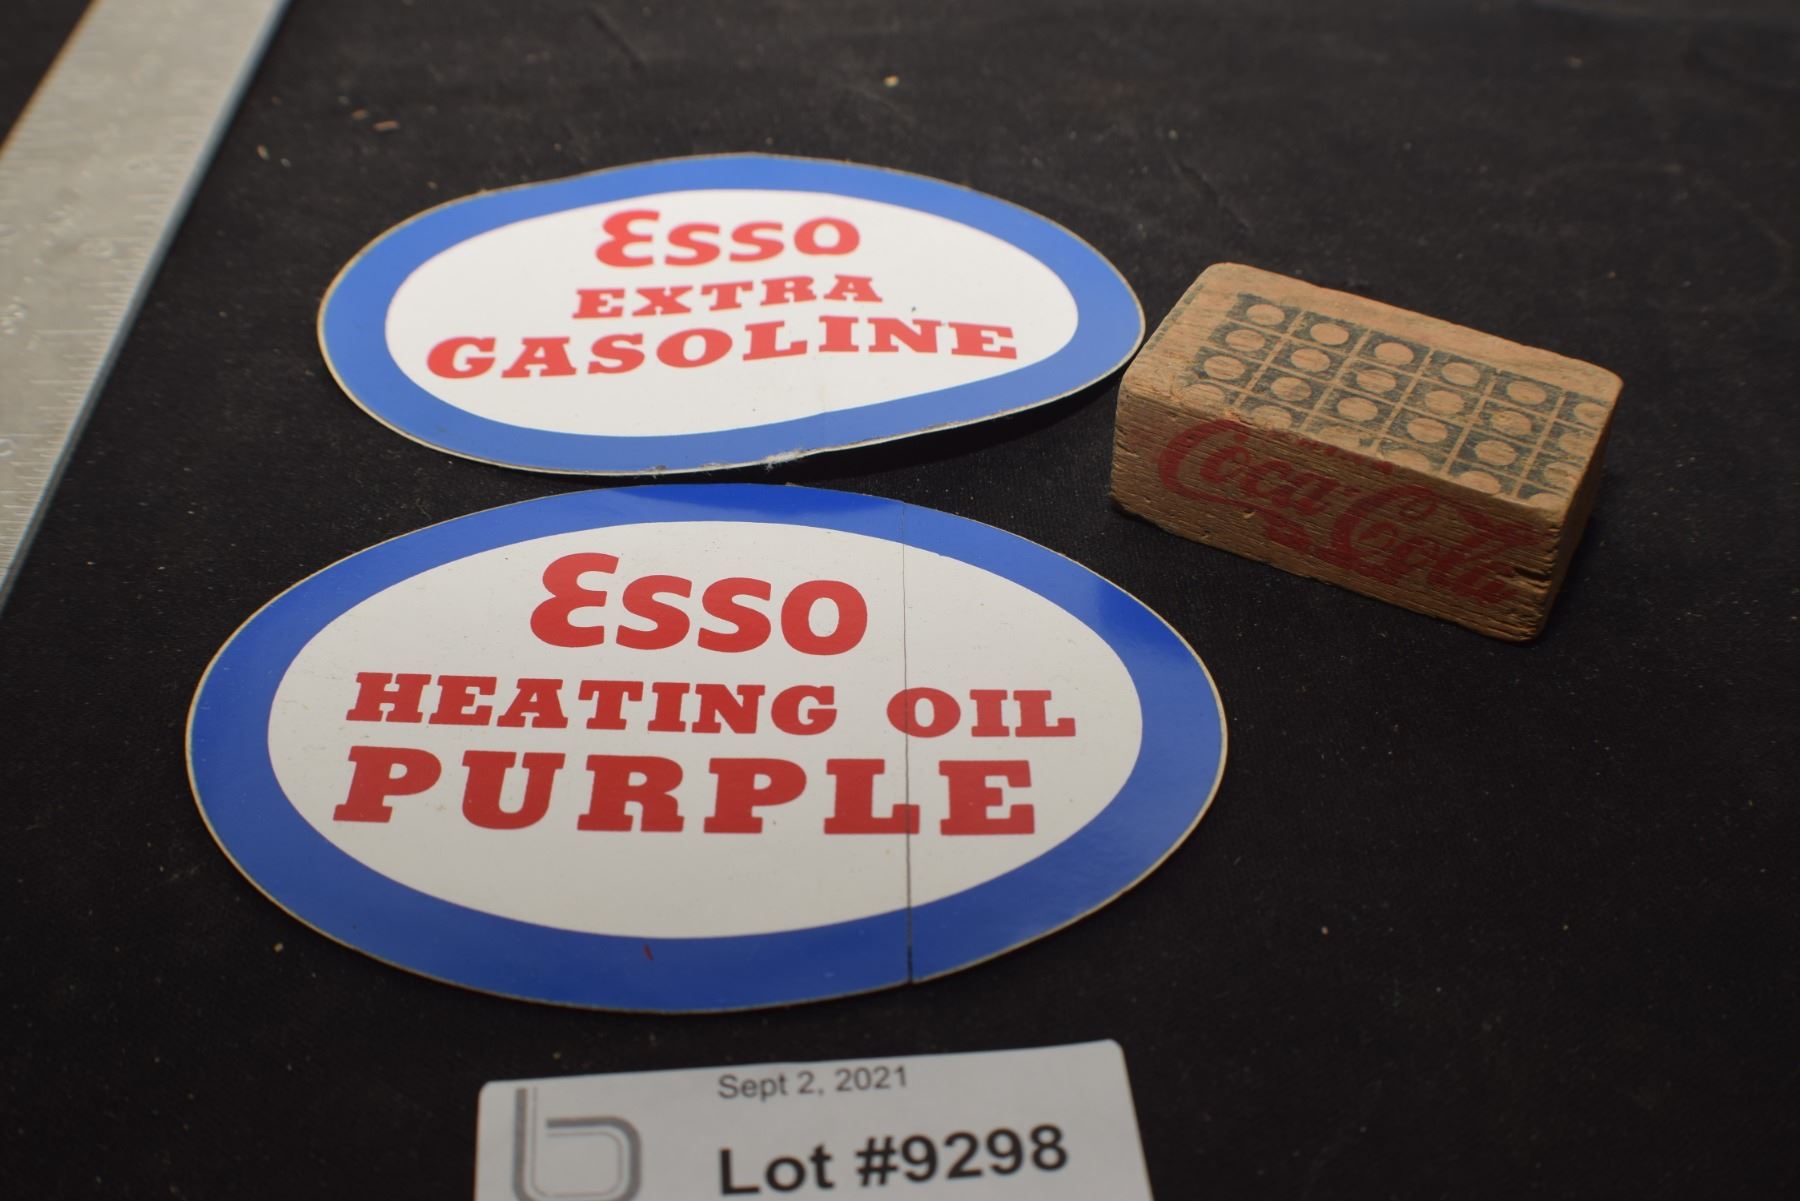 Esso
EXTRA
GASOLINE
Coca-Cola
Esso
HEATING OIL
PURPLE
Sept 2, 2021
Lot #9298